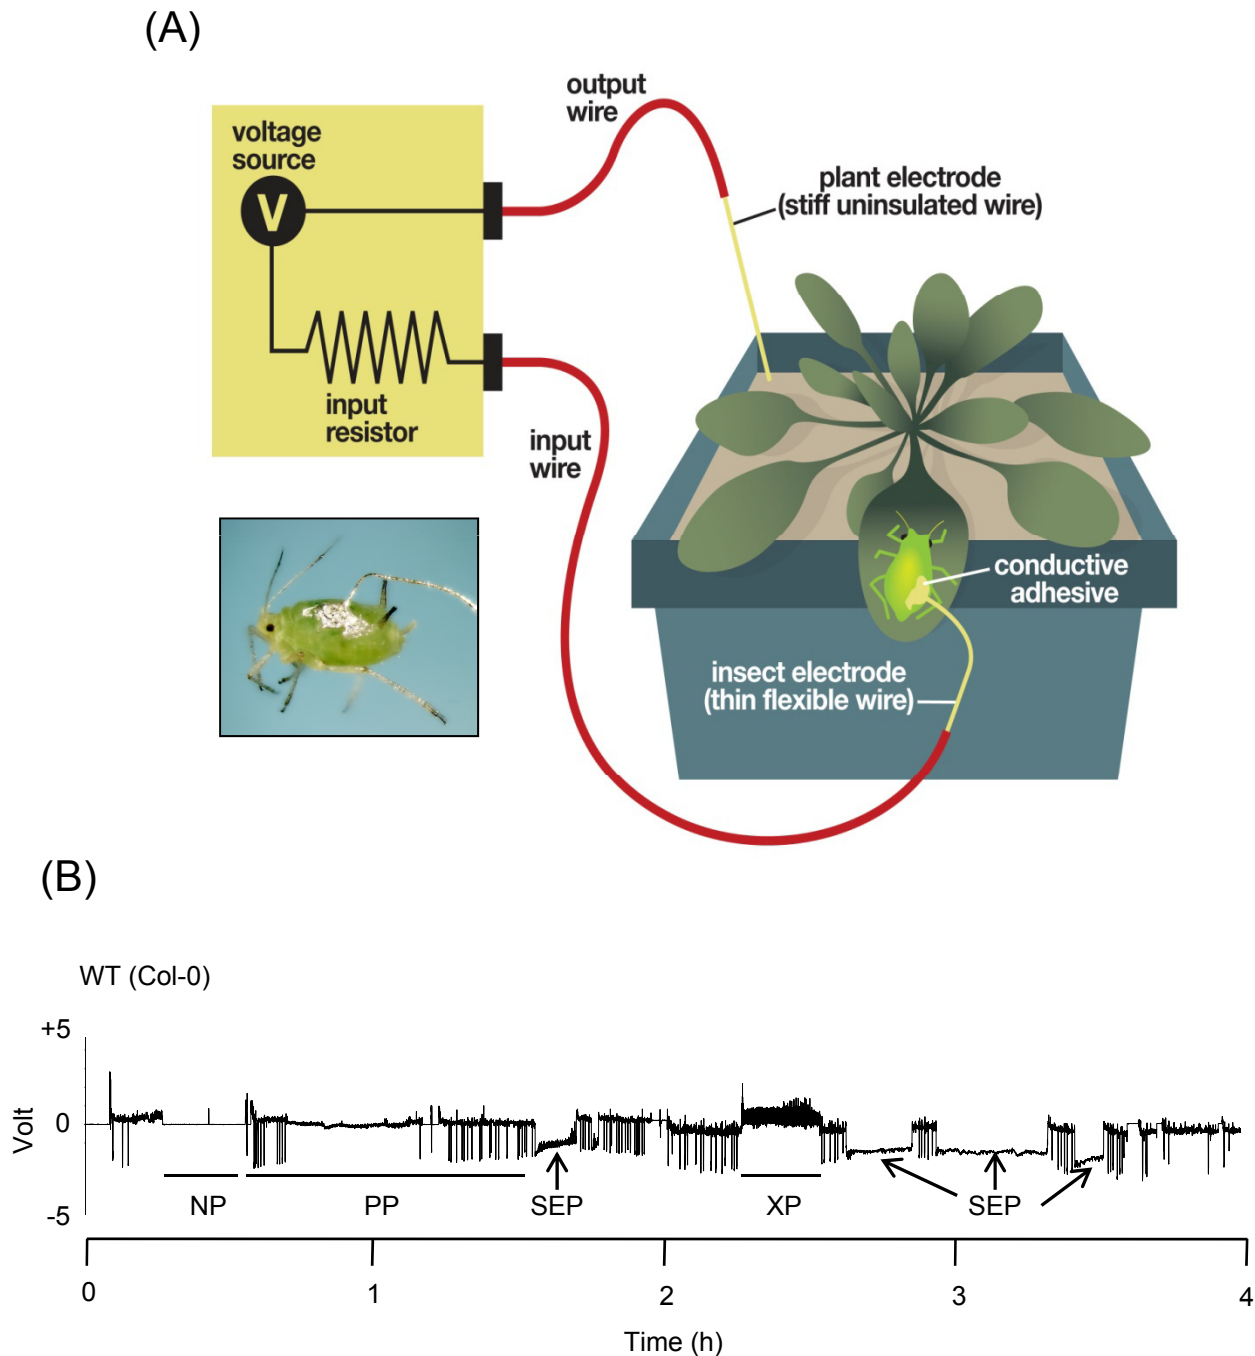 (A)
output
wire
voltage
source
V
plant electrode
(stiff uninsulated wire)
input
resistor
input
wire
conductive
adhesive
insect electrode
(thin flexible wire)
(B)
WT (Col-0)
+5
0
-5
Volt
NP
PP
SEP
XP
SEP
0
1
2
3
4
Time (h)